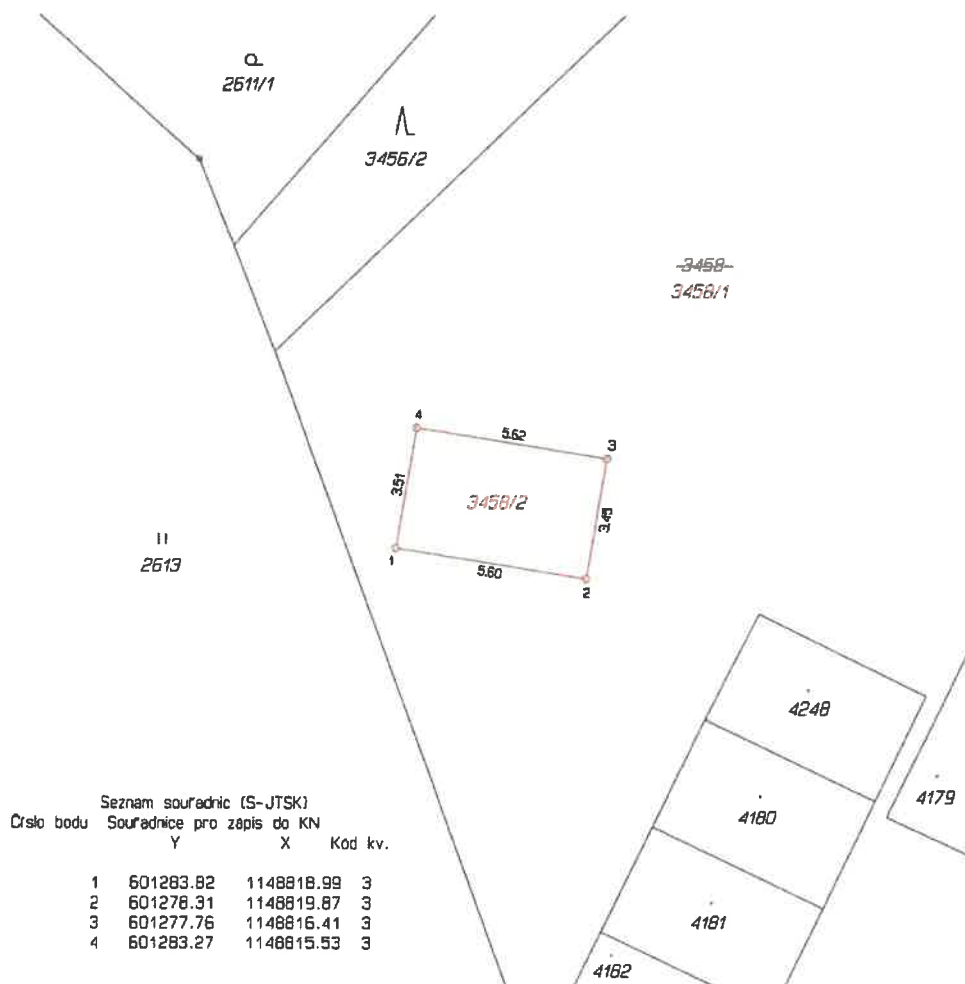 2611/1
3456/2
3458
3458/1
4
5.62
3
3.51
3458/2
3.45
1
5.60
2
2613
4248
4179
4180
4181
4182
Seznam souřadnic (S-JTSK)
Číslo bodu Souřadnice pro zápis do KN
Y X Kód kv.
1 601283.82 1148818.99 3
2 601278.31 1148819.87 3
3 601277.76 1148816.41 3
4 601283.27 1148815.53 3